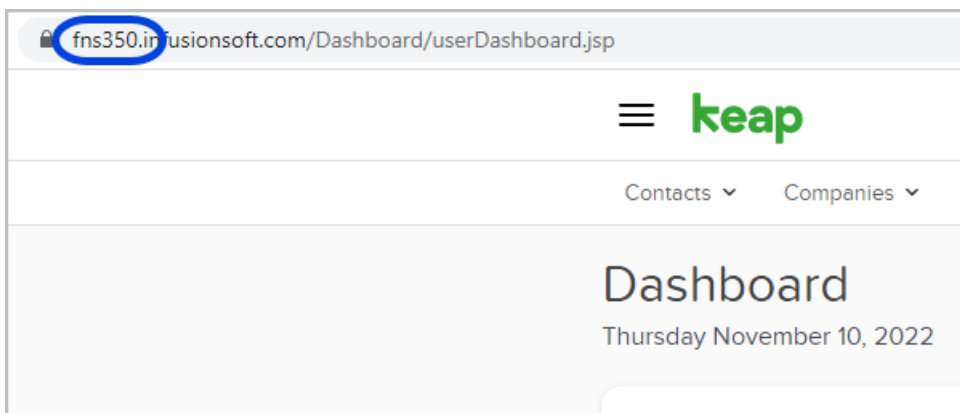 fns350.infusionsoft.com/Dashboard/userDashboard.jsp
keap
Contacts Companies
Dashboard
Thursday November 10, 2022